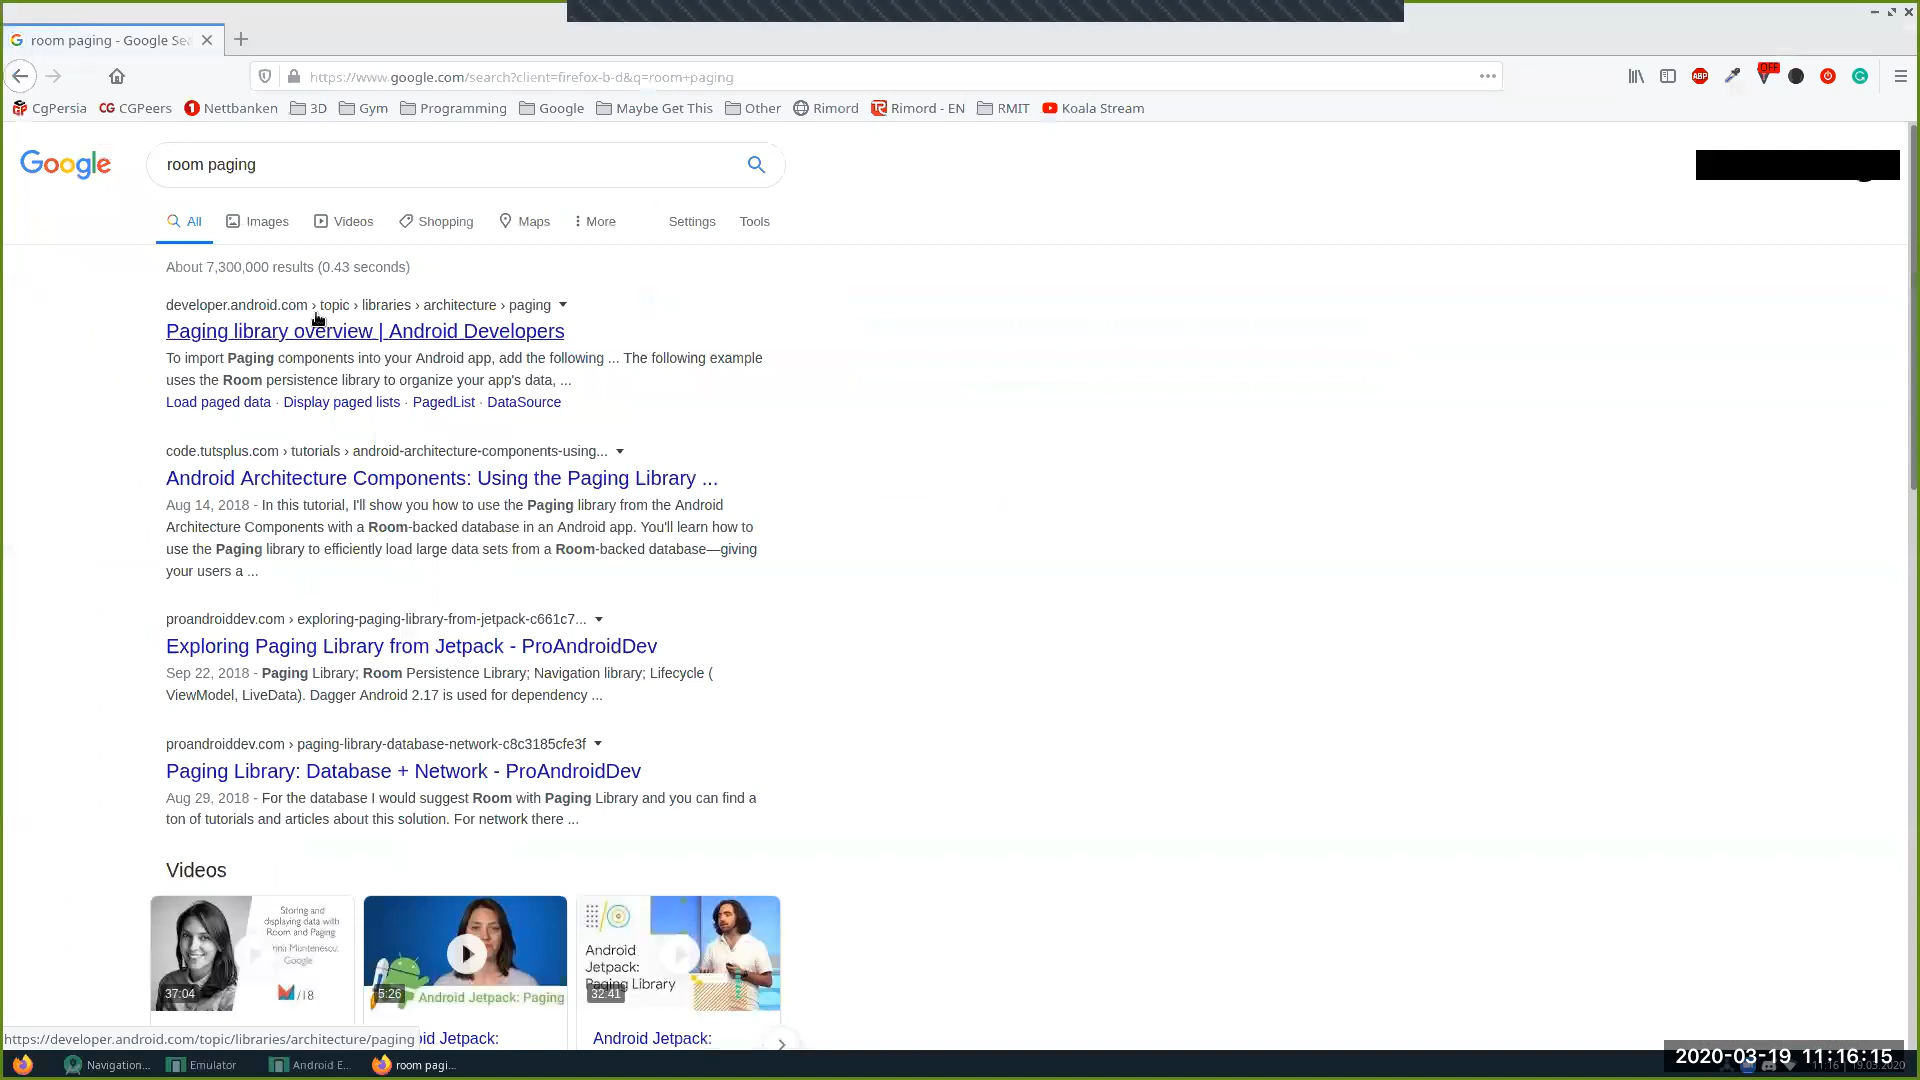 room paging - Google Sea
https://www.google.com/search?client=firefox-b-d&q=room+paging
ABP
OFF
CgPersia
CG CGPeers
1 Nettbanken
3D
Gym
Programming
Google
Maybe Get This
Other
Rimord
Rimord - EN
RMIT
Koala Stream
Google
room paging
All
Images
Videos
Shopping
Maps
More
Settings
Tools
About 7,300,000 results (0.43 seconds)
developer.android.com › topic › libraries › architecture › paging
Paging library overview | Android Developers
To import Paging components into your Android app, add the following ... The following example
uses the Room persistence library to organize your app's data, ...
Load paged data · Display paged lists · PagedList · DataSource
code.tutsplus.com › tutorials › android-architecture-components-using...
Android Architecture Components: Using the Paging Library ...
Aug 14, 2018 - In this tutorial, I'll show you how to use the Paging library from the Android
Architecture Components with a Room-backed database in an Android app. You'll learn how to
use the Paging library to efficiently load large data sets from a Room-backed database—giving
your users a ...
proandroiddev.com › exploring-paging-library-from-jetpack-c661c7...
Exploring Paging Library from Jetpack - ProAndroidDev
Sep 22, 2018 - Paging Library; Room Persistence Library; Navigation library; Lifecycle (
ViewModel, LiveData). Dagger Android 2.17 is used for dependency ...
proandroiddev.com › paging-library-database-network-c8c3185cfe3f
Paging Library: Database + Network - ProAndroidDev
Aug 29, 2018 - For the database I would suggest Room with Paging Library and you can find a
ton of tutorials and articles about this solution. For network there ...
Videos
Storing and
displaying data with
Room and Paging
Muntenescu,
Google
/18
37:04
5:26
Android Jetpack: Paging
Android
Jetpack:
Paging Library
32:41
https://developer.android.com/topic/libraries/architecture/paging
oid Jetpack:
Android Jetpack:
Navigation...
Emulator
Android E...
room pagi...
2020-03-19 11:16:15
11:16
19.03.2020